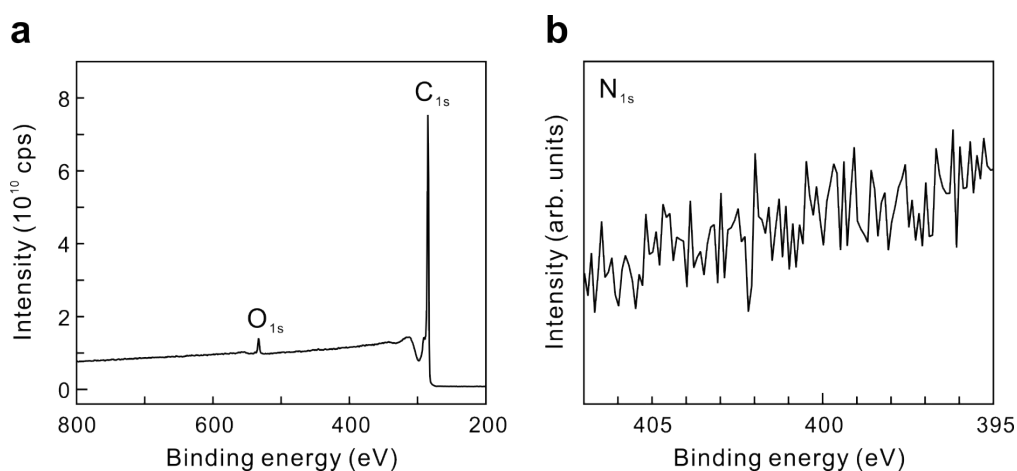 a
Intensity (10¹⁰ cps)
8
6
4
2
0
C₁ₛ
O₁ₛ
800 600 400 200
Binding energy (eV)
b
Intensity (arb. units)
N₁ₛ
405 400 395
Binding energy (eV)